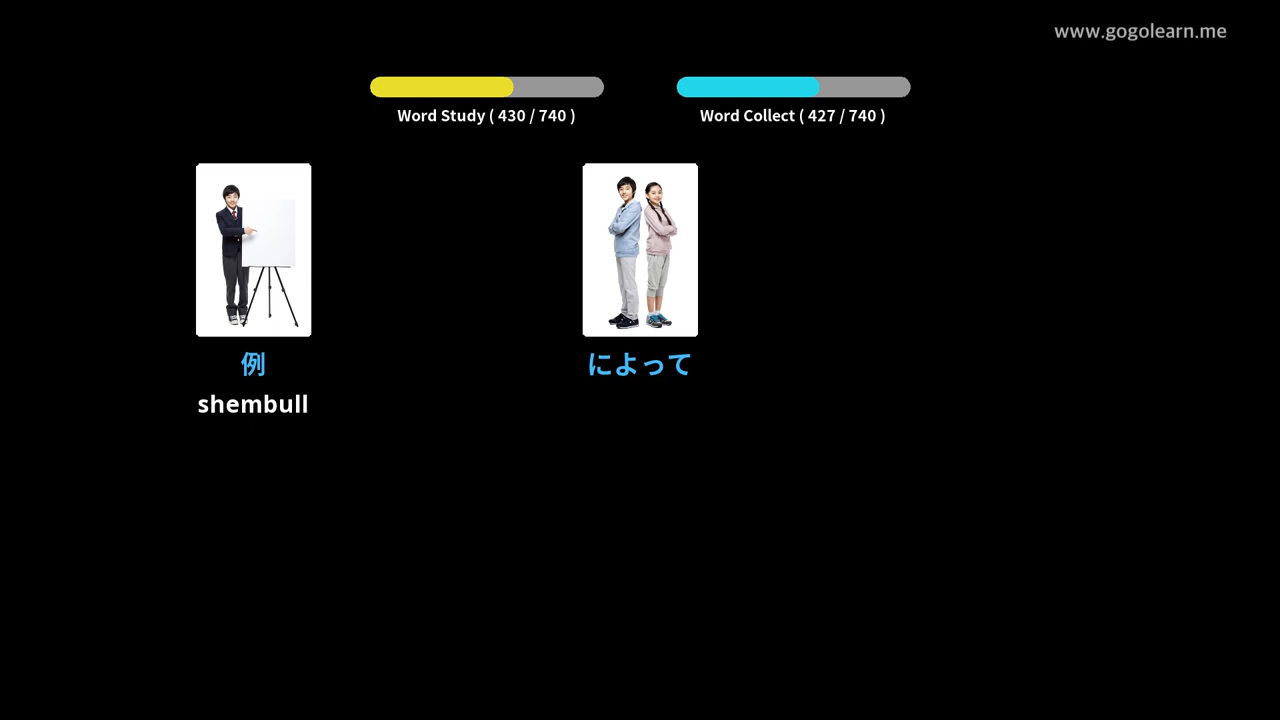 www.gogolearn.me
Word Study ( 430 / 740 )
Word Collect ( 427 / 740 )
例
によって
shembull